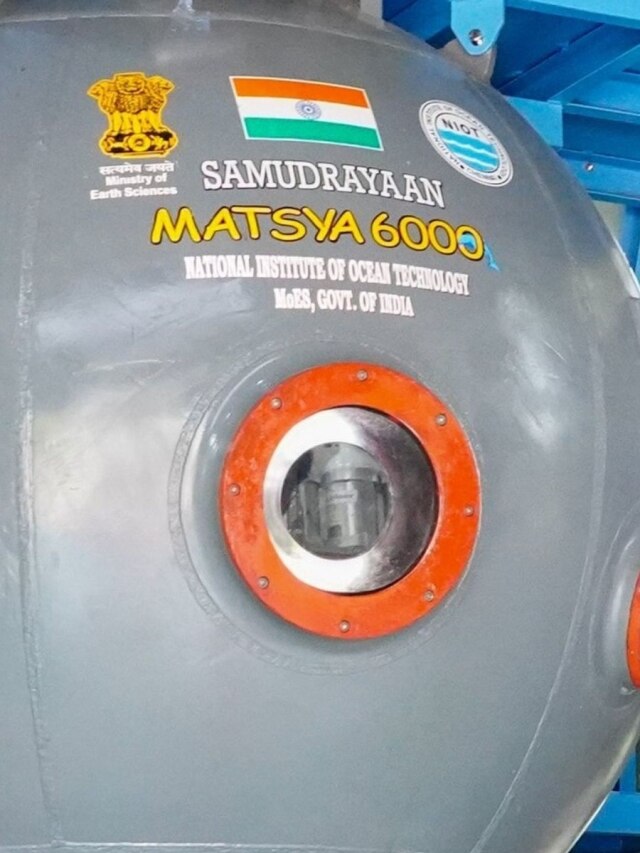 सत्यमेव जयते
Ministry of
Earth Sciences
NIOT
SAMUDRAYAAN
MATSYA 6000
NATIONAL INSTITUTE OF OCEAN TECHNOLOGY
MoES, GOVT. OF INDIA